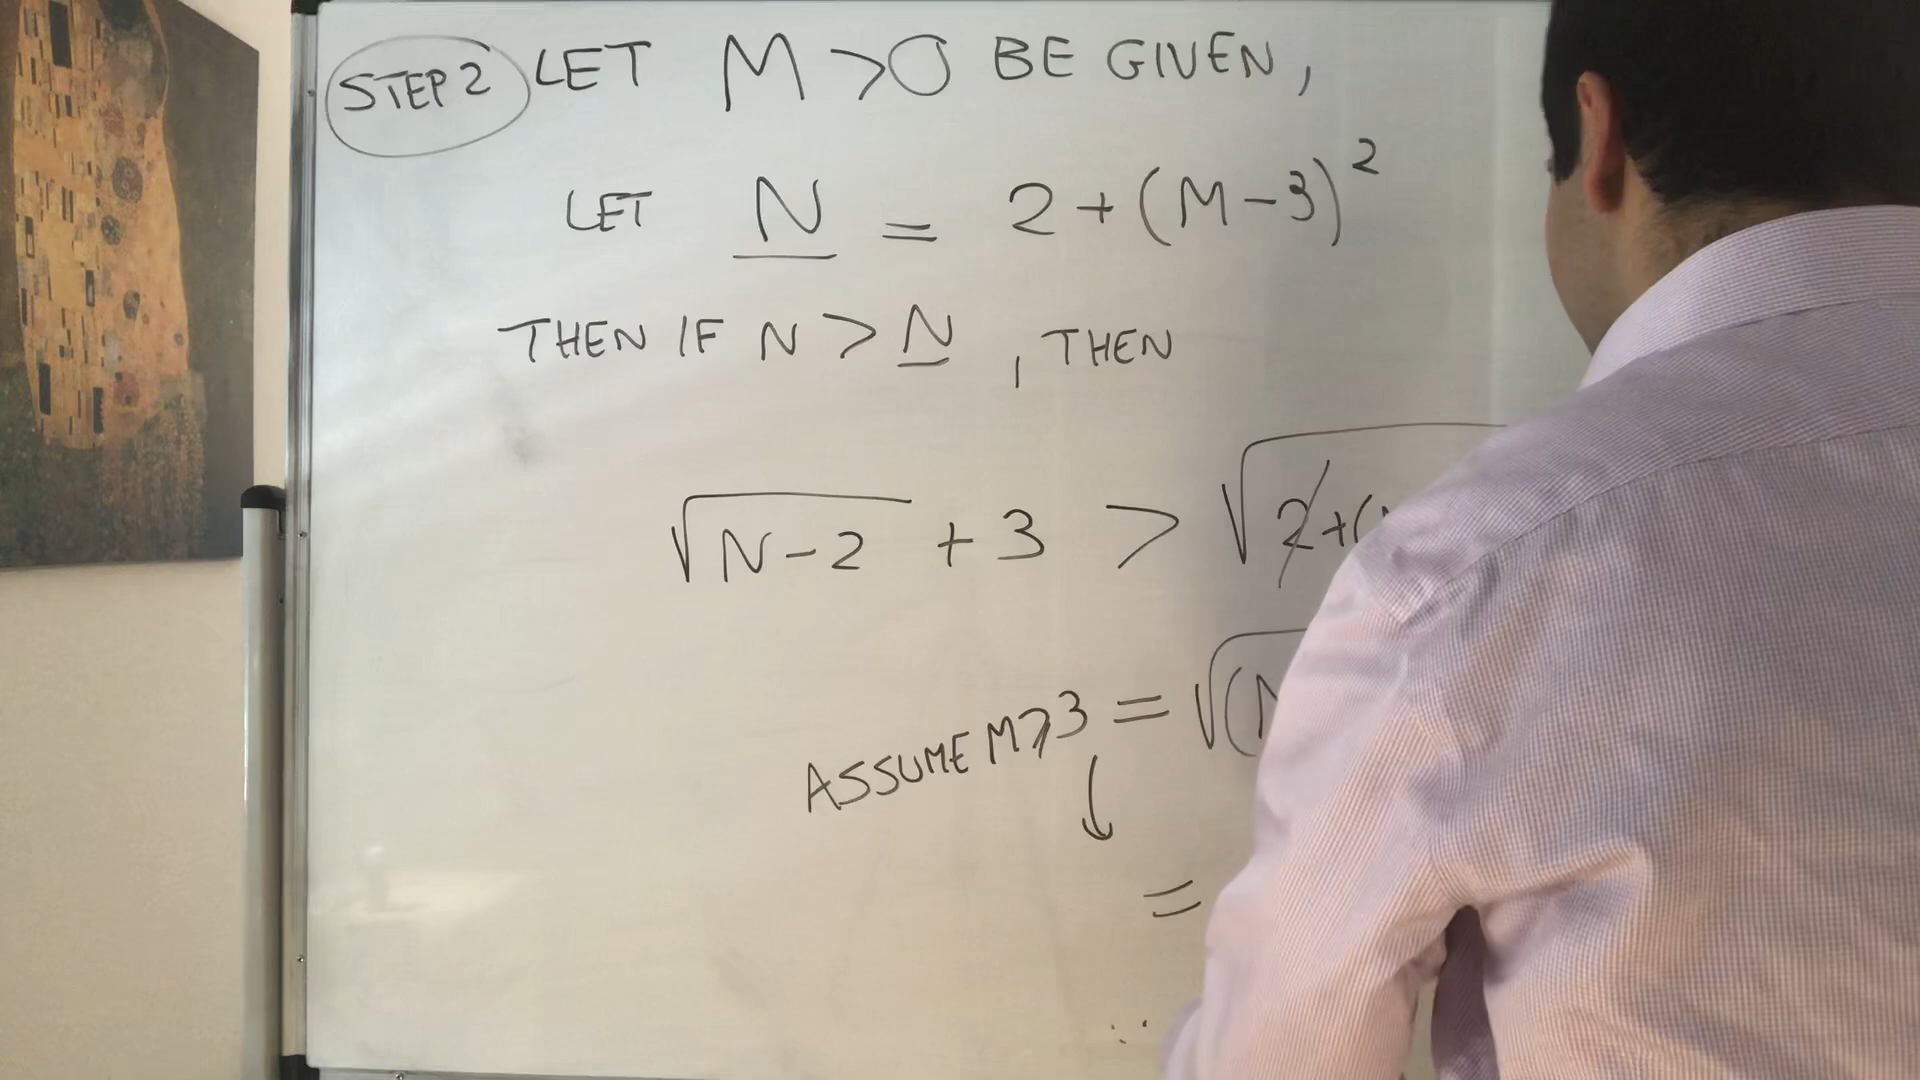 STEP 2 LET M > 0 BE GIVEN,
LET N = 2 + (M - 3)²
THEN IF N > N, THEN
√N - 2 + 3 > √2 + (
ASSUME M ⩾ 3 = √(
↓
=